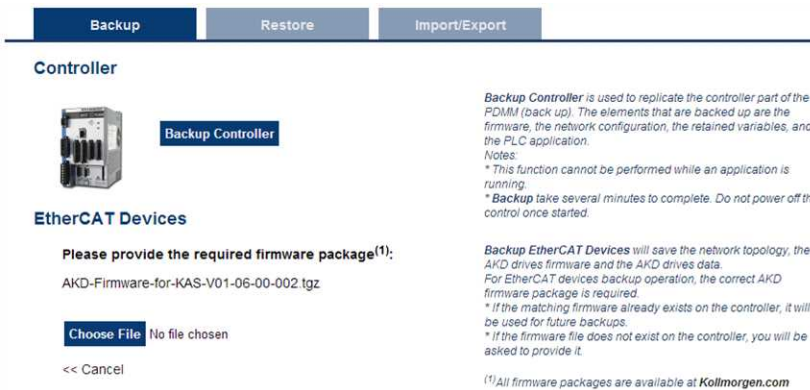 Backup
Restore
Import/Export
Controller
Backup Controller
Backup Controller is used to replicate the controller part of the
PDMM (back up). The elements that are backed up are the
firmware, the network configuration, the retained variables, and
the PLC application.
Notes:
* This function cannot be performed while an application is
running.
* Backup take several minutes to complete. Do not power off th
control once started.
EtherCAT Devices
Please provide the required firmware package(1):
AKD-Firmware-for-KAS-V01-06-00-002.tgz
Choose File No file chosen
<< Cancel
Backup EtherCAT Devices will save the network topology, the
AKD drives firmware and the AKD drives data.
For EtherCAT devices backup operation, the correct AKD
firmware package is required.
* If the matching firmware already exists on the controller, it will
be used for future backups.
* If the firmware file does not exist on the controller, you will be
asked to provide it.
(1)All firmware packages are available at Kollmorgen.com